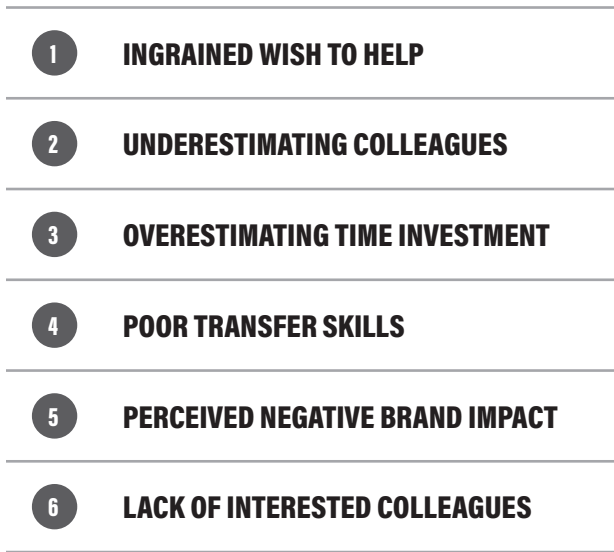 1 INGRAINED WISH TO HELP
2 UNDERESTIMATING COLLEAGUES
3 OVERESTIMATING TIME INVESTMENT
4 POOR TRANSFER SKILLS
5 PERCEIVED NEGATIVE BRAND IMPACT
6 LACK OF INTERESTED COLLEAGUES